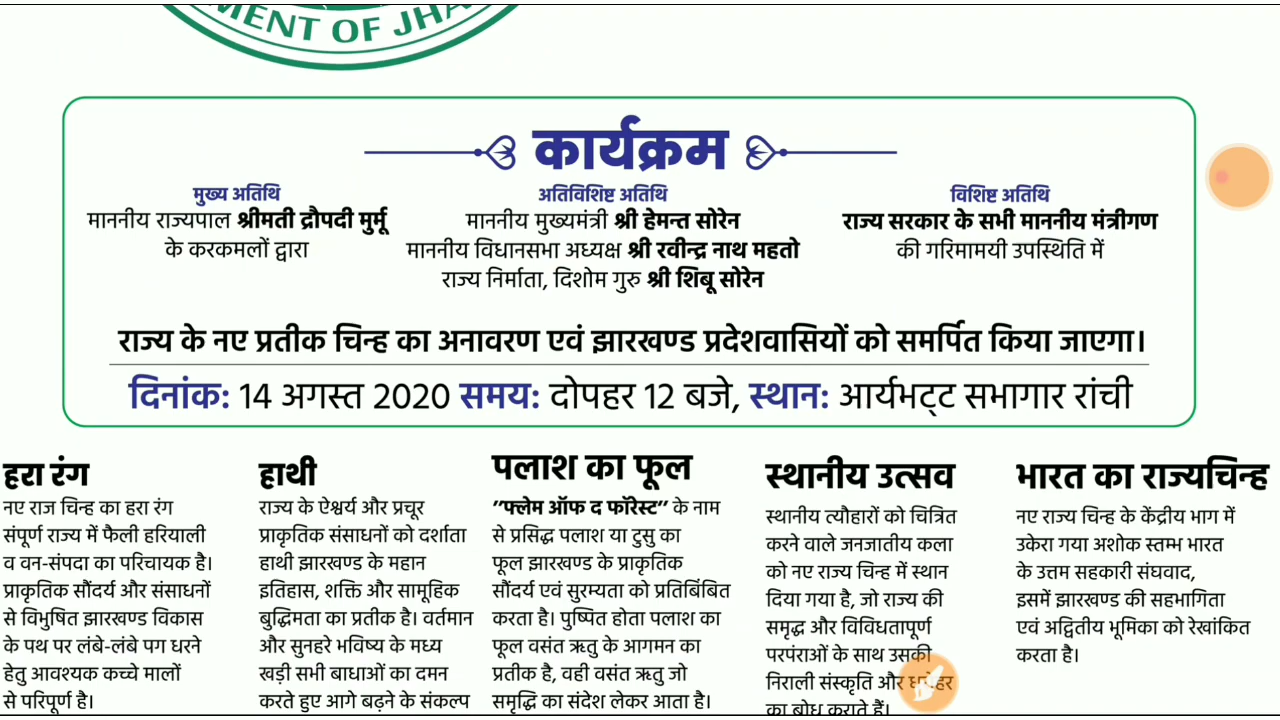 MENT OF JHA
कार्यक्रम
मुख्य अतिथि
माननीय राज्यपाल श्रीमती द्रौपदी मुर्मू
के करकमलों द्वारा
अतिविशिष्ट अतिथि
माननीय मुख्यमंत्री श्री हेमन्त सोरेन
माननीय विधानसभा अध्यक्ष श्री रवीन्द्र नाथ महतो
राज्य निर्माता, दिशोम गुरु श्री शिबू सोरेन
विशिष्ट अतिथि
राज्य सरकार के सभी माननीय मंत्रीगण
की गरिमामयी उपस्थिति में
राज्य के नए प्रतीक चिन्ह का अनावरण एवं झारखण्ड प्रदेशवासियों को समर्पित किया जाएगा।
दिनांक: 14 अगस्त 2020 समय: दोपहर 12 बजे, स्थान: आर्यभट्ट सभागार रांची
हरा रंग
नए राज चिन्ह का हरा रंग
संपूर्ण राज्य में फैली हरियाली
व वन-संपदा का परिचायक है।
प्राकृतिक सौंदर्य और संसाधनों
से विभुषित झारखण्ड विकास
के पथ पर लंबे-लंबे पग धरने
हेतु आवश्यक कच्चे मालों
से परिपूर्ण है।
हाथी
राज्य के ऐश्वर्य और प्रचूर
प्राकृतिक संसाधनों को दर्शाता
हाथी झारखण्ड के महान
इतिहास, शक्ति और सामूहिक
बुद्धिमता का प्रतीक है। वर्तमान
और सुनहरे भविष्य के मध्य
खड़ी सभी बाधाओं का दमन
करते हुए आगे बढ़ने के संकल्प
पलाश का फूल
"फ्लेम ऑफ द फॉरेस्ट" के नाम
से प्रसिद्ध पलाश या टुसु का
फूल झारखण्ड के प्राकृतिक
सौंदर्य एवं सुरम्यता को प्रतिबिंबित
करता है। पुष्पित होता पलाश का
फूल वसंत ऋतु के आगमन का
प्रतीक है, वही वसंत ऋतु जो
समृद्धि का संदेश लेकर आता है।
स्थानीय उत्सव
स्थानीय त्यौहारों को चित्रित
करने वाले जनजातीय कला
को नए राज्य चिन्ह में स्थान
दिया गया है, जो राज्य की
समृद्ध और विविधतापूर्ण
परपंराओं के साथ उसकी
निराली संस्कृति और
का बोध कराते हैं।
भारत का राज्यचिन्ह
नए राज्य चिन्ह के केंद्रीय भाग में
उकेरा गया अशोक स्तम्भ भारत
के उत्तम सहकारी संघवाद,
इसमें झारखण्ड की सहभागिता
एवं अद्वितीय भूमिका को रेखांकित
करता है।